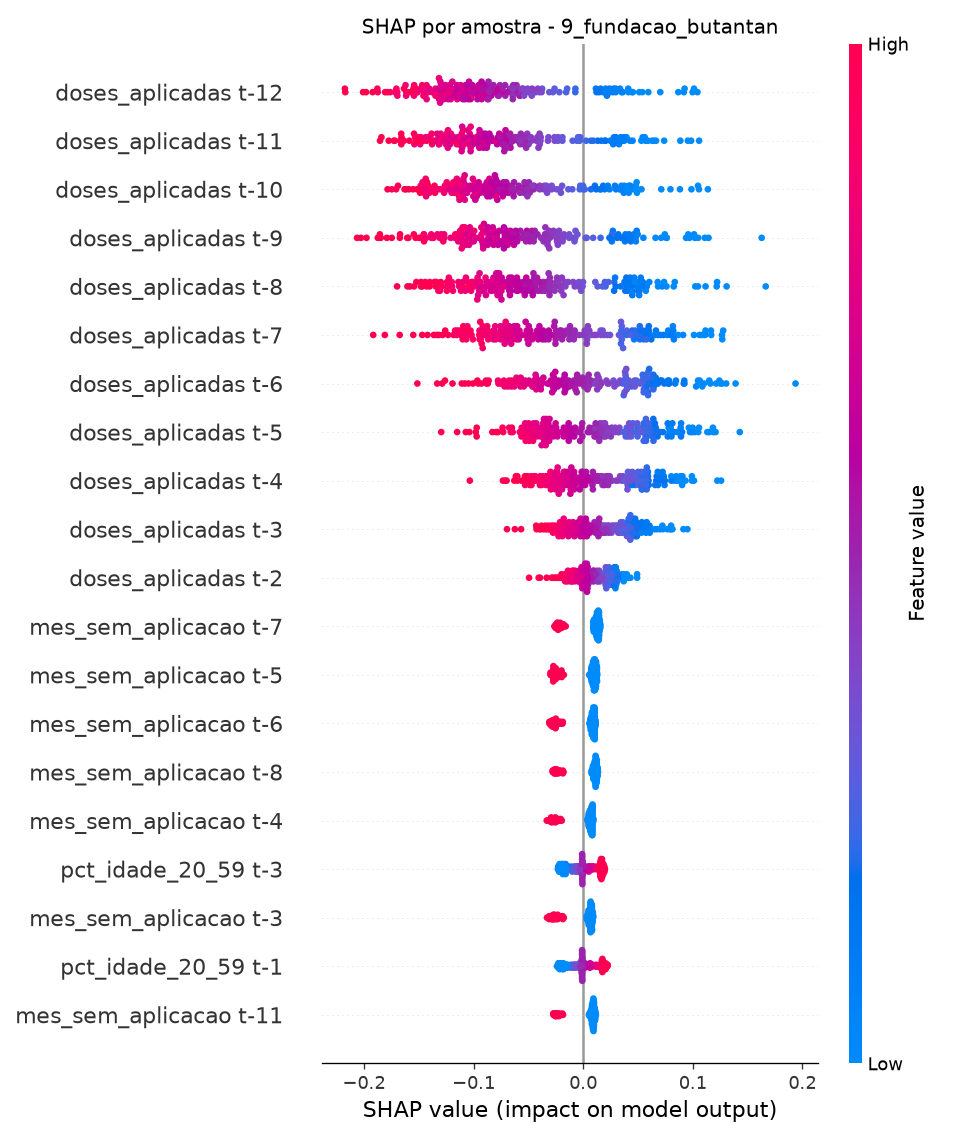 SHAP por amostra - 9_fundacao_butantan
High
doses_aplicadas t-12
doses_aplicadas t-11
doses_aplicadas t-10
doses_aplicadas t-9
doses_aplicadas t-8
doses_aplicadas t-7
doses_aplicadas t-6
doses_aplicadas t-5
doses_aplicadas t-4
doses_aplicadas t-3
doses_aplicadas t-2
mes_sem_aplicacao t-7
mes_sem_aplicacao t-5
mes_sem_aplicacao t-6
mes_sem_aplicacao t-8
mes_sem_aplicacao t-4
pct_idade_20_59 t-3
mes_sem_aplicacao t-3
pct_idade_20_59 t-1
mes_sem_aplicacao t-11
Feature value
Low
−0.2 −0.1 0.0 0.1 0.2
SHAP value (impact on model output)